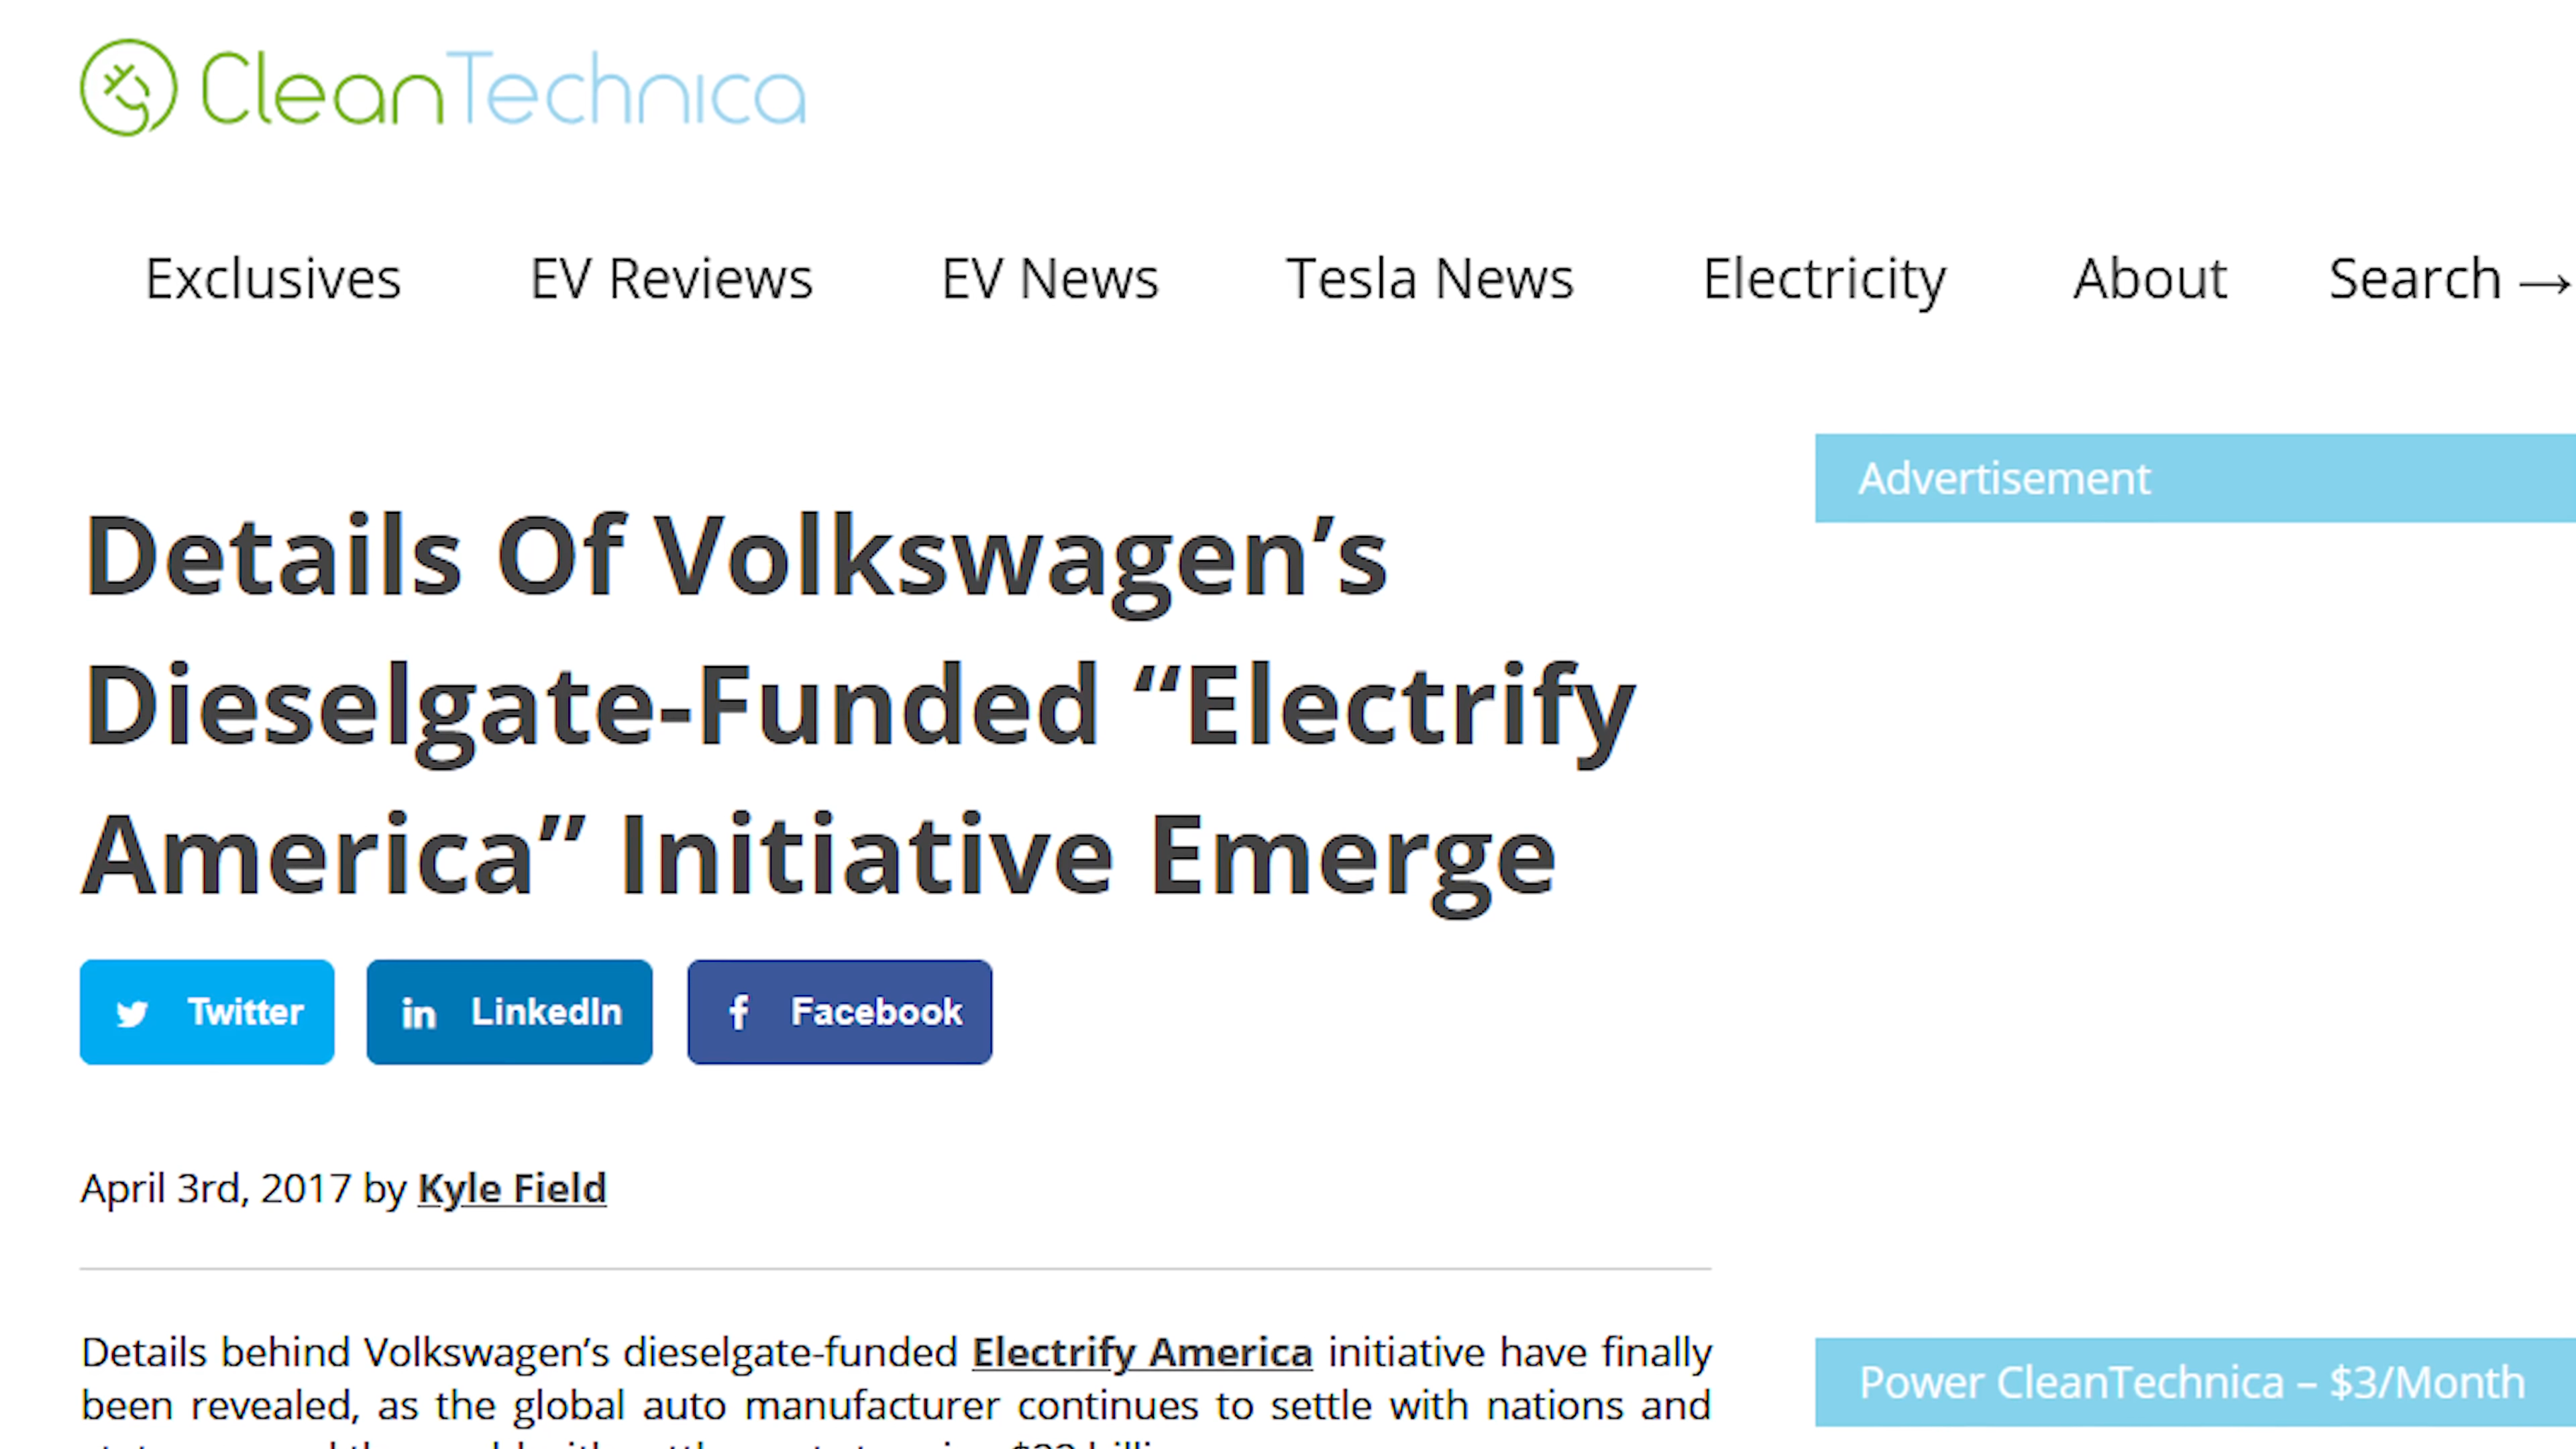 CleanTechnica
Exclusives EV Reviews EV News Tesla News Electricity About Search →
Advertisement
Details Of Volkswagen’s
Dieselgate-Funded “Electrify
America” Initiative Emerge
Twitter LinkedIn Facebook
April 3rd, 2017 by Kyle Field
Details behind Volkswagen’s dieselgate-funded Electrify America initiative have finally
been revealed, as the global auto manufacturer continues to settle with nations and
Power CleanTechnica – $3/Month